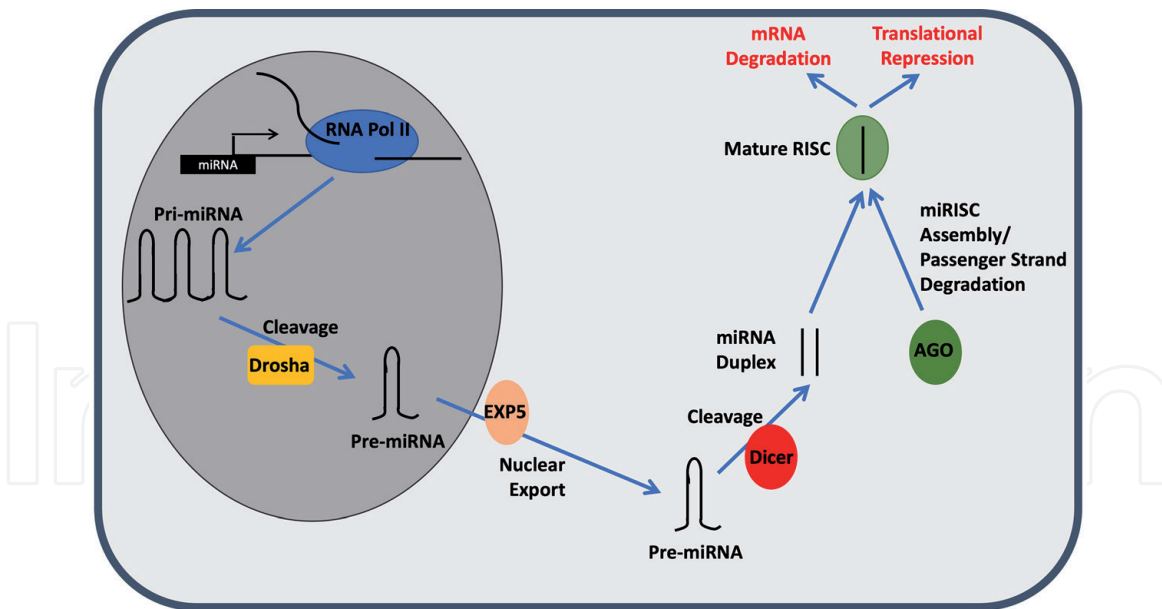 mRNA
Degradation
Translational
Repression
RNA Pol II
miRNA
Mature RISC
Pri-miRNA
miRISC
Assembly/
Passenger Strand
Degradation
Cleavage
Drosha
miRNA
Duplex
AGO
EXP5
Pre-miRNA
Cleavage
Dicer
Nuclear
Export
Pre-miRNA